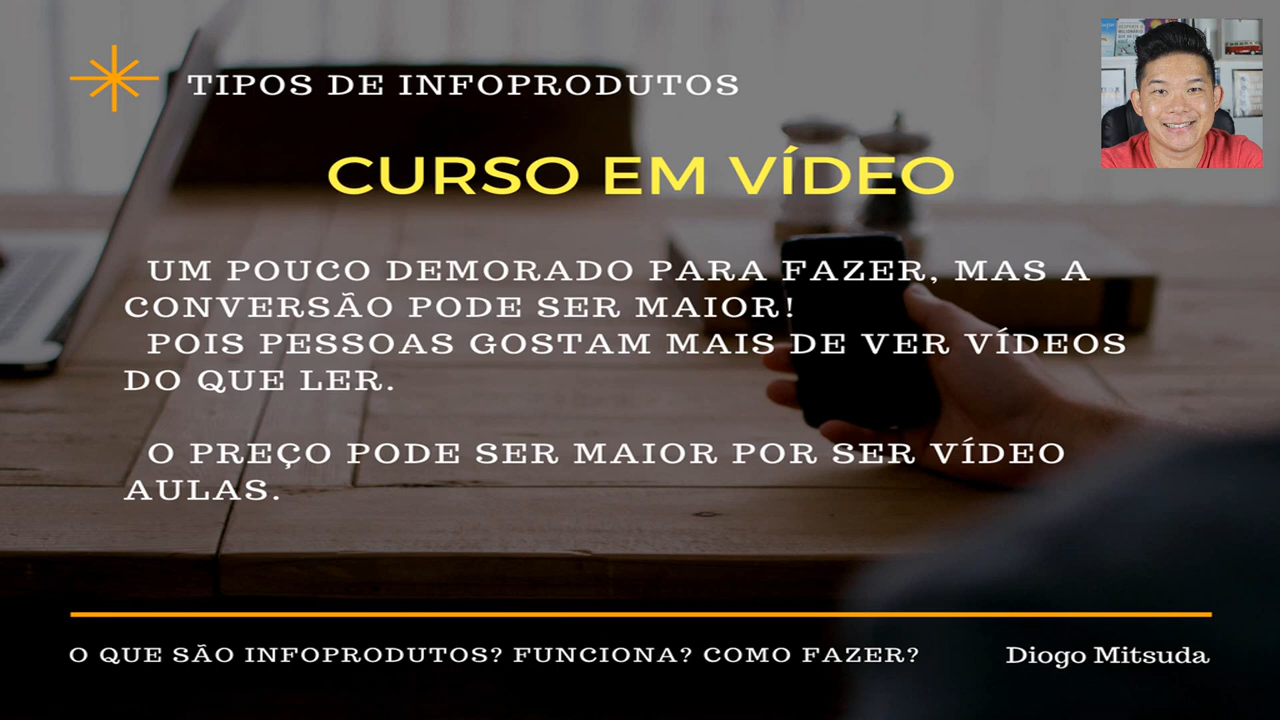 TIPOS DE INFOPRODUTOS
CURSO EM VÍDEO
UM POUCO DEMORADO PARA FAZER, MAS A
CONVERSÃO PODE SER MAIOR!
POIS PESSOAS GOSTAM MAIS DE VER VÍDEOS
DO QUE LER.
O PREÇO PODE SER MAIOR POR SER VÍDEO
AULAS.
O QUE SÃO INFOPRODUTOS? FUNCIONA? COMO FAZER?
Diogo Mitsuda